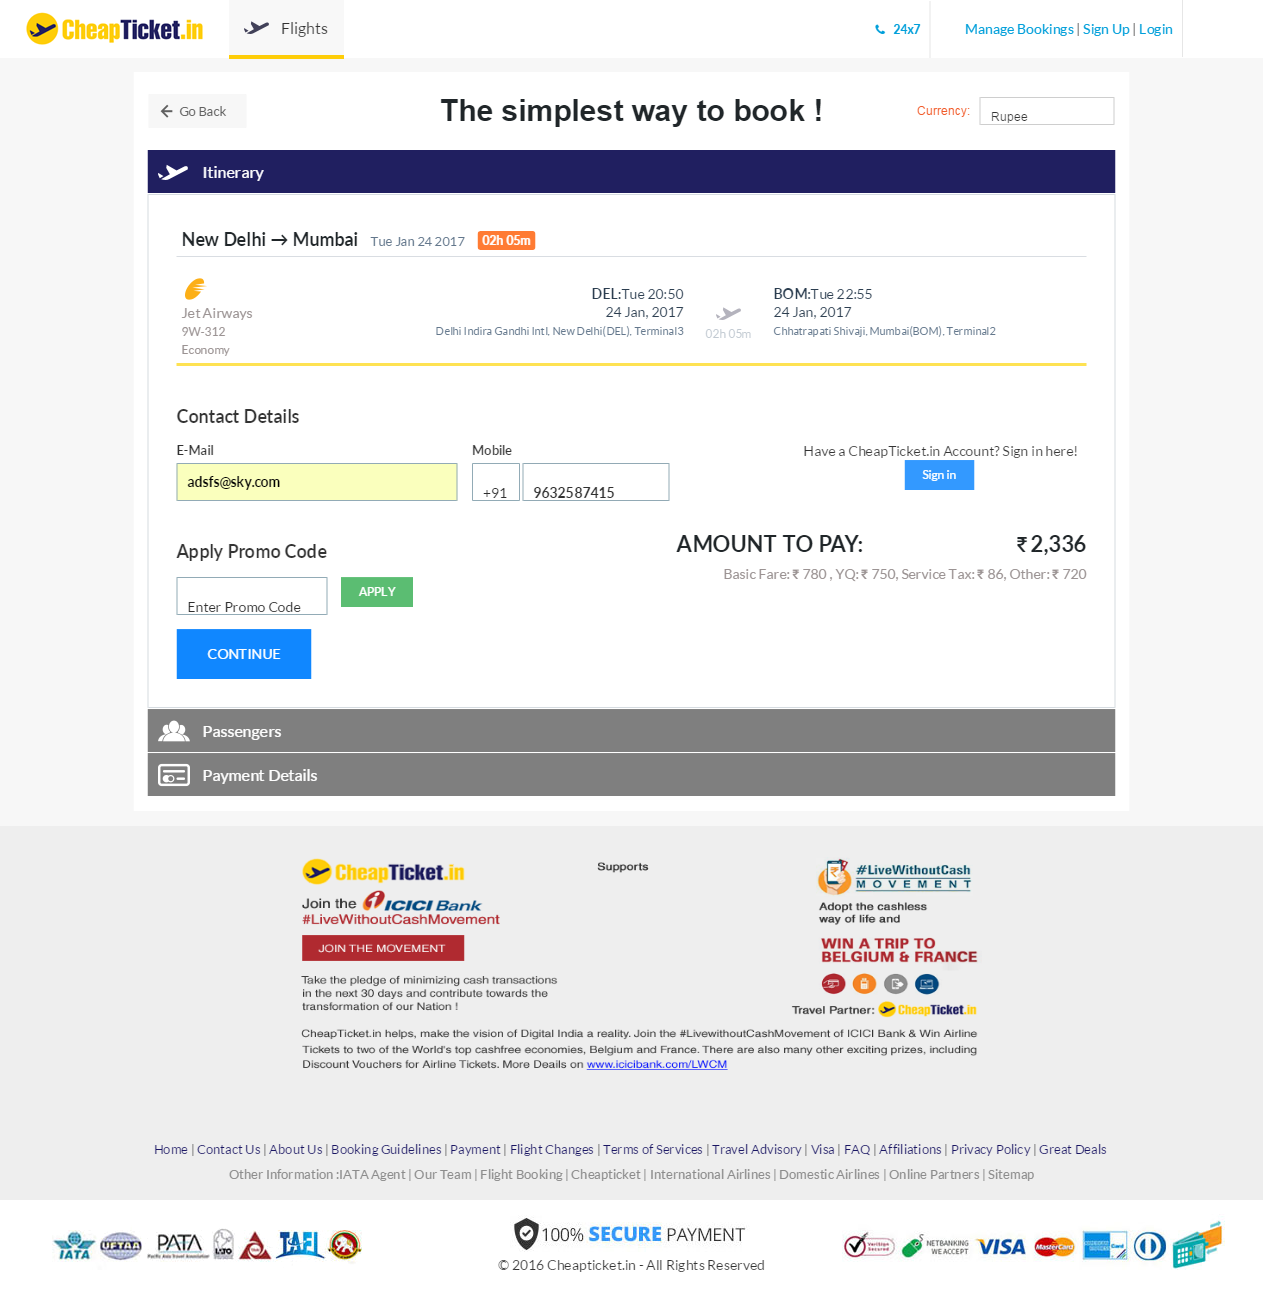 CheapTicket.in
Flights
24x7
Manage Bookings | Sign Up | Login
Go Back
The simplest way to book !
Currency:
Rupee
Itinerary
New Delhi → Mumbai Tue Jan 24 2017 02h 05m
Jet Airways
9W-312
Economy
DEL:Tue 20:50
24 Jan, 2017
Delhi Indira Gandhi Intl, New Delhi(DEL), Terminal3
02h 05m
BOM:Tue 22:55
24 Jan, 2017
Chhatrapati Shivaji, Mumbai(BOM), Terminal2
Contact Details
E-Mail
adsfs@sky.com
Mobile
+91
9632587415
Have a CheapTicket.in Account? Sign in here!
Sign in
Apply Promo Code
Enter Promo Code
APPLY
AMOUNT TO PAY: ₹ 2,336
Basic Fare: ₹ 780 , YQ: ₹ 750, Service Tax: ₹ 86, Other: ₹ 720
CONTINUE
Passengers
Payment Details
CheapTicket.in
Join the ICICI Bank
#LiveWithoutCashMovement
JOIN THE MOVEMENT
Take the pledge of minimizing cash transactions
in the next 30 days and contribute towards the
transformation of our Nation !
Supports
#LiveWithoutCash
MOVEMENT
Adopt the cashless
way of life and
WIN A TRIP TO
BELGIUM & FRANCE
Travel Partner: CheapTicket.in
CheapTicket.in helps, make the vision of Digital India a reality. Join the #LivewithoutCashMovement of ICICI Bank & Win Airline
Tickets to two of the World's top cashfree economies, Belgium and France. There are also many other exciting prizes, including
Discount Vouchers for Airline Tickets. More Deails on www.icicibank.com/LWCM
Home | Contact Us | About Us | Booking Guidelines | Payment | Flight Changes | Terms of Services | Travel Advisory | Visa | FAQ | Affiliations | Privacy Policy | Great Deals
Other Information :IATA Agent | Our Team | Flight Booking | Cheapticket | International Airlines | Domestic Airlines | Online Partners | Sitemap
IATA
UFTAA
PATA
Pacific Asia Travel Association
TAFI
100% SECURE PAYMENT
© 2016 Cheapticket.in - All Rights Reserved
VeriSign
Secured
NETBANKING
WE ACCEPT
VISA
MasterCard